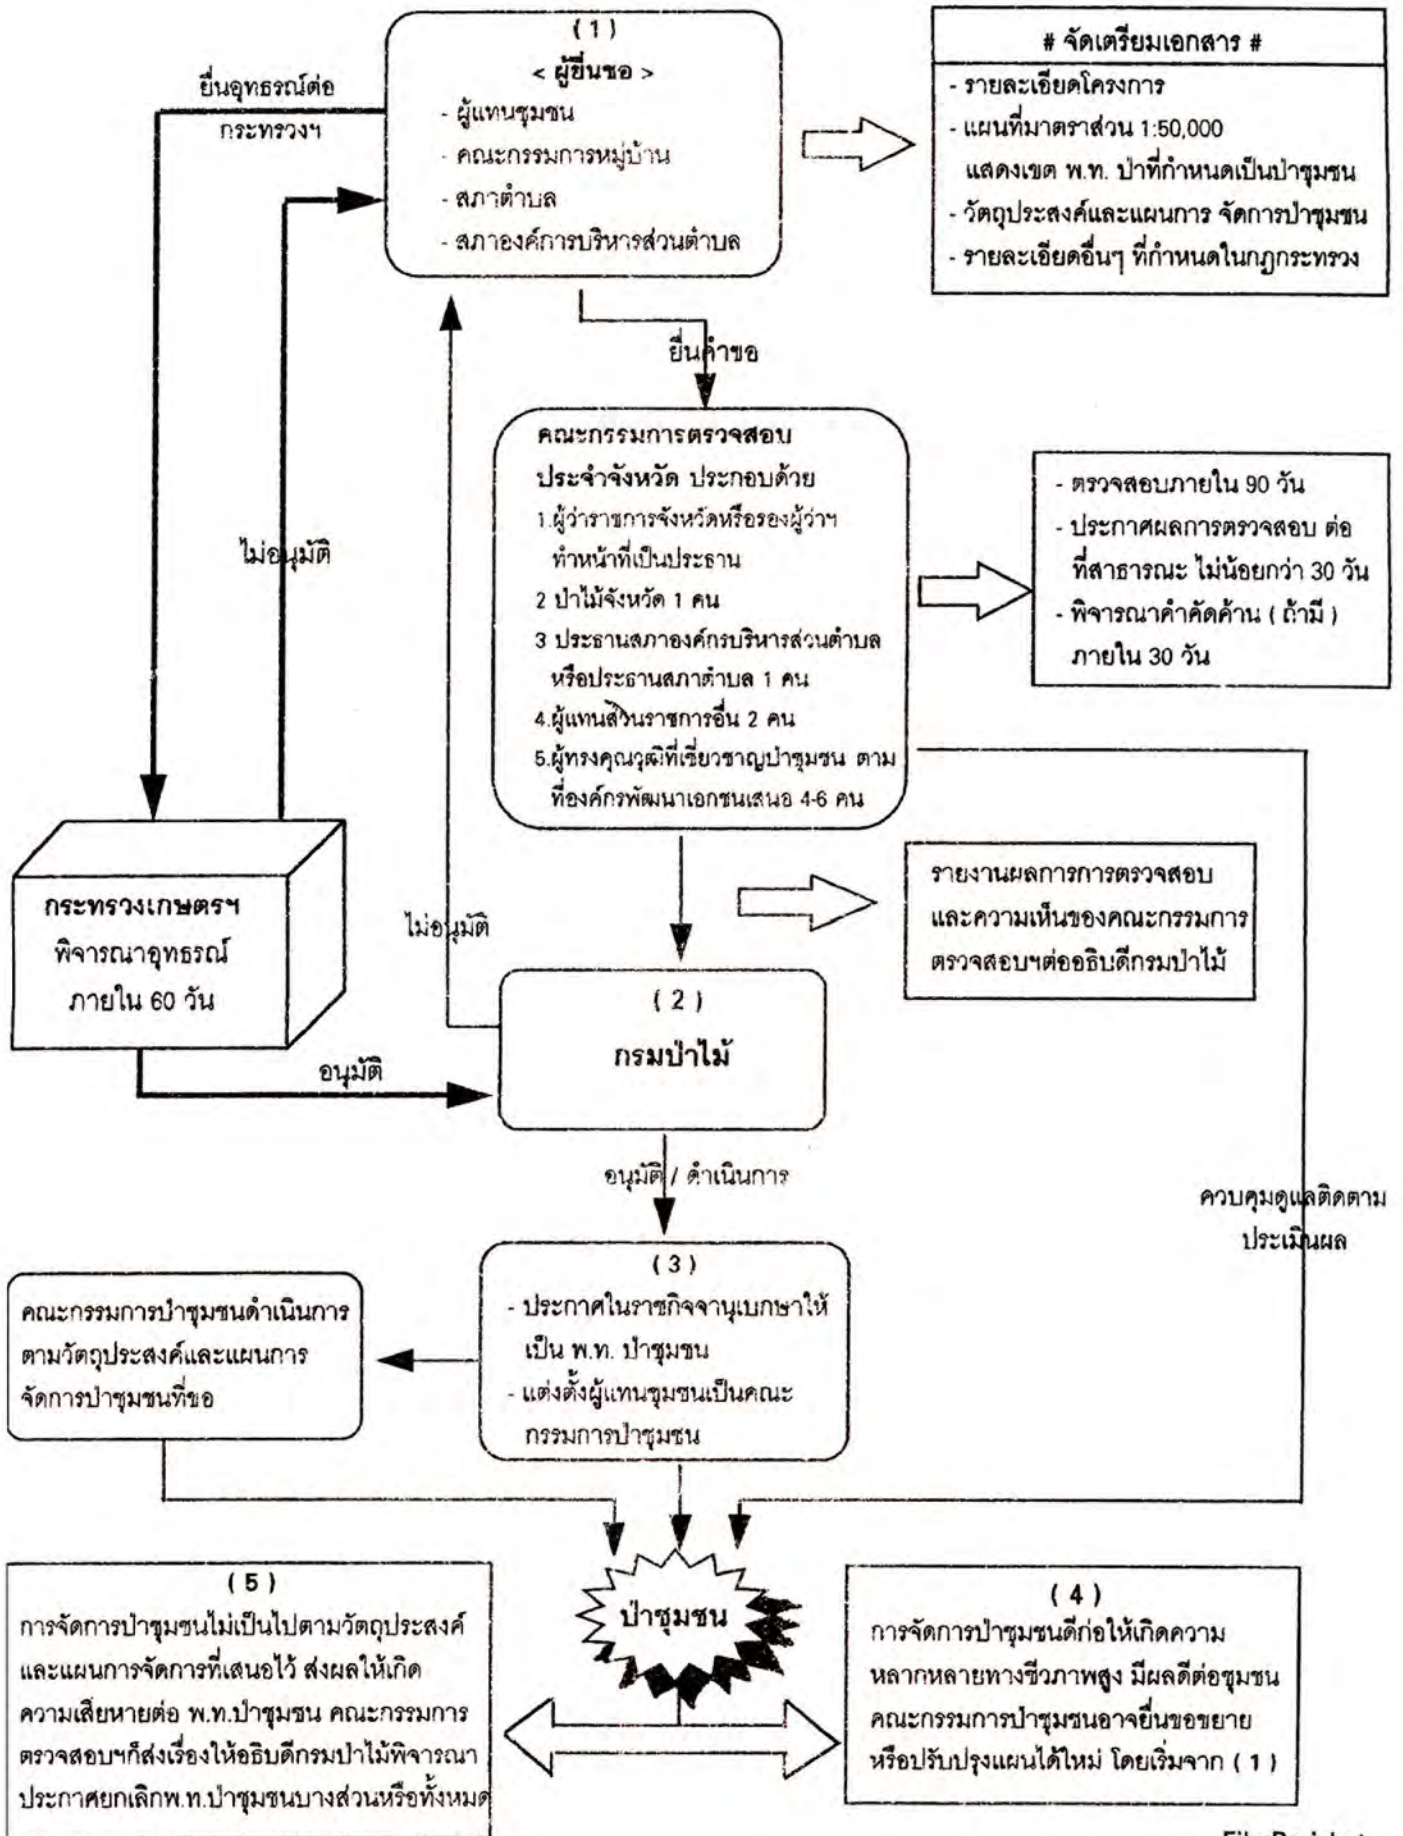 ( 1 )
< ผู้ยื่นขอ >
- ผู้แทนชุมชน
- คณะกรรมการหมู่บ้าน
- สภาตำบล
- สภาองค์การบริหารส่วนตำบล
# จัดเตรียมเอกสาร #
- รายละเอียดโครงการ
- แผนที่มาตราส่วน 1:50,000
แสดงเขต พ.ท. ป่าที่กำหนดเป็นป่าชุมชน
- วัตถุประสงค์และแผนการ จัดการป่าชุมชน
- รายละเอียดอื่นๆ ที่กำหนดในกฎกระทรวง
ยื่นอุทธรณ์ต่อ
กระทรวงฯ
ยื่นคำขอ
คณะกรรมการตรวจสอบ
ประจำจังหวัด ประกอบด้วย
1.ผู้ว่าราชการจังหวัดหรือรองผู้ว่าฯ
ทำหน้าที่เป็นประธาน
2 ป่าไม้จังหวัด 1 คน
3 ประธานสภาองค์กรบริหารส่วนตำบล
หรือประธานสภาตำบล 1 คน
4.ผู้แทนส่วนราชการอื่น 2 คน
5.ผู้ทรงคุณวุฒิที่เชี่ยวชาญป่าชุมชน ตาม
ที่องค์กรพัฒนาเอกชนเสนอ 4-6 คน
- ตรวจสอบภายใน 90 วัน
- ประกาศผลการตรวจสอบ ต่อ
ที่สาธารณะ ไม่น้อยกว่า 30 วัน
- พิจารณาคำคัดค้าน ( ถ้ามี )
ภายใน 30 วัน
ไม่อนุมัติ
กระทรวงเกษตรฯ
พิจารณาอุทธรณ์
ภายใน 60 วัน
ไม่อนุมัติ
รายงานผลการการตรวจสอบ
และความเห็นของคณะกรรมการ
ตรวจสอบฯต่ออธิบดีกรมป่าไม้
( 2 )
กรมป่าไม้
อนุมัติ
อนุมัติ / ดำเนินการ
ควบคุมดูแลติดตาม
ประเมินผล
( 3 )
- ประกาศในราชกิจจานุเบกษาให้
เป็น พ.ท. ป่าชุมชน
- แต่งตั้งผู้แทนชุมชนเป็นคณะ
กรรมการป่าชุมชน
คณะกรรมการป่าชุมชนดำเนินการ
ตามวัตถุประสงค์และแผนการ
จัดการป่าชุมชนที่ขอ
ป่าชุมชน
( 5 )
การจัดการป่าชุมชนไม่เป็นไปตามวัตถุประสงค์
และแผนการจัดการที่เสนอไว้ ส่งผลให้เกิด
ความเสียหายต่อ พ.ท.ป่าชุมชน คณะกรรมการ
ตรวจสอบฯก็ส่งเรื่องให้อธิบดีกรมป่าไม้พิจารณา
ประกาศยกเลิกพ.ท.ป่าชุมชนบางส่วนหรือทั้งหมด
( 4 )
การจัดการป่าชุมชนดีก่อให้เกิดความ
หลากหลายทางชีวภาพสูง มีผลดีต่อชุมชน
คณะกรรมการป่าชุมชนอาจยื่นขอขยาย
หรือปรับปรุงแผนได้ใหม่ โดยเริ่มจาก ( 1 )